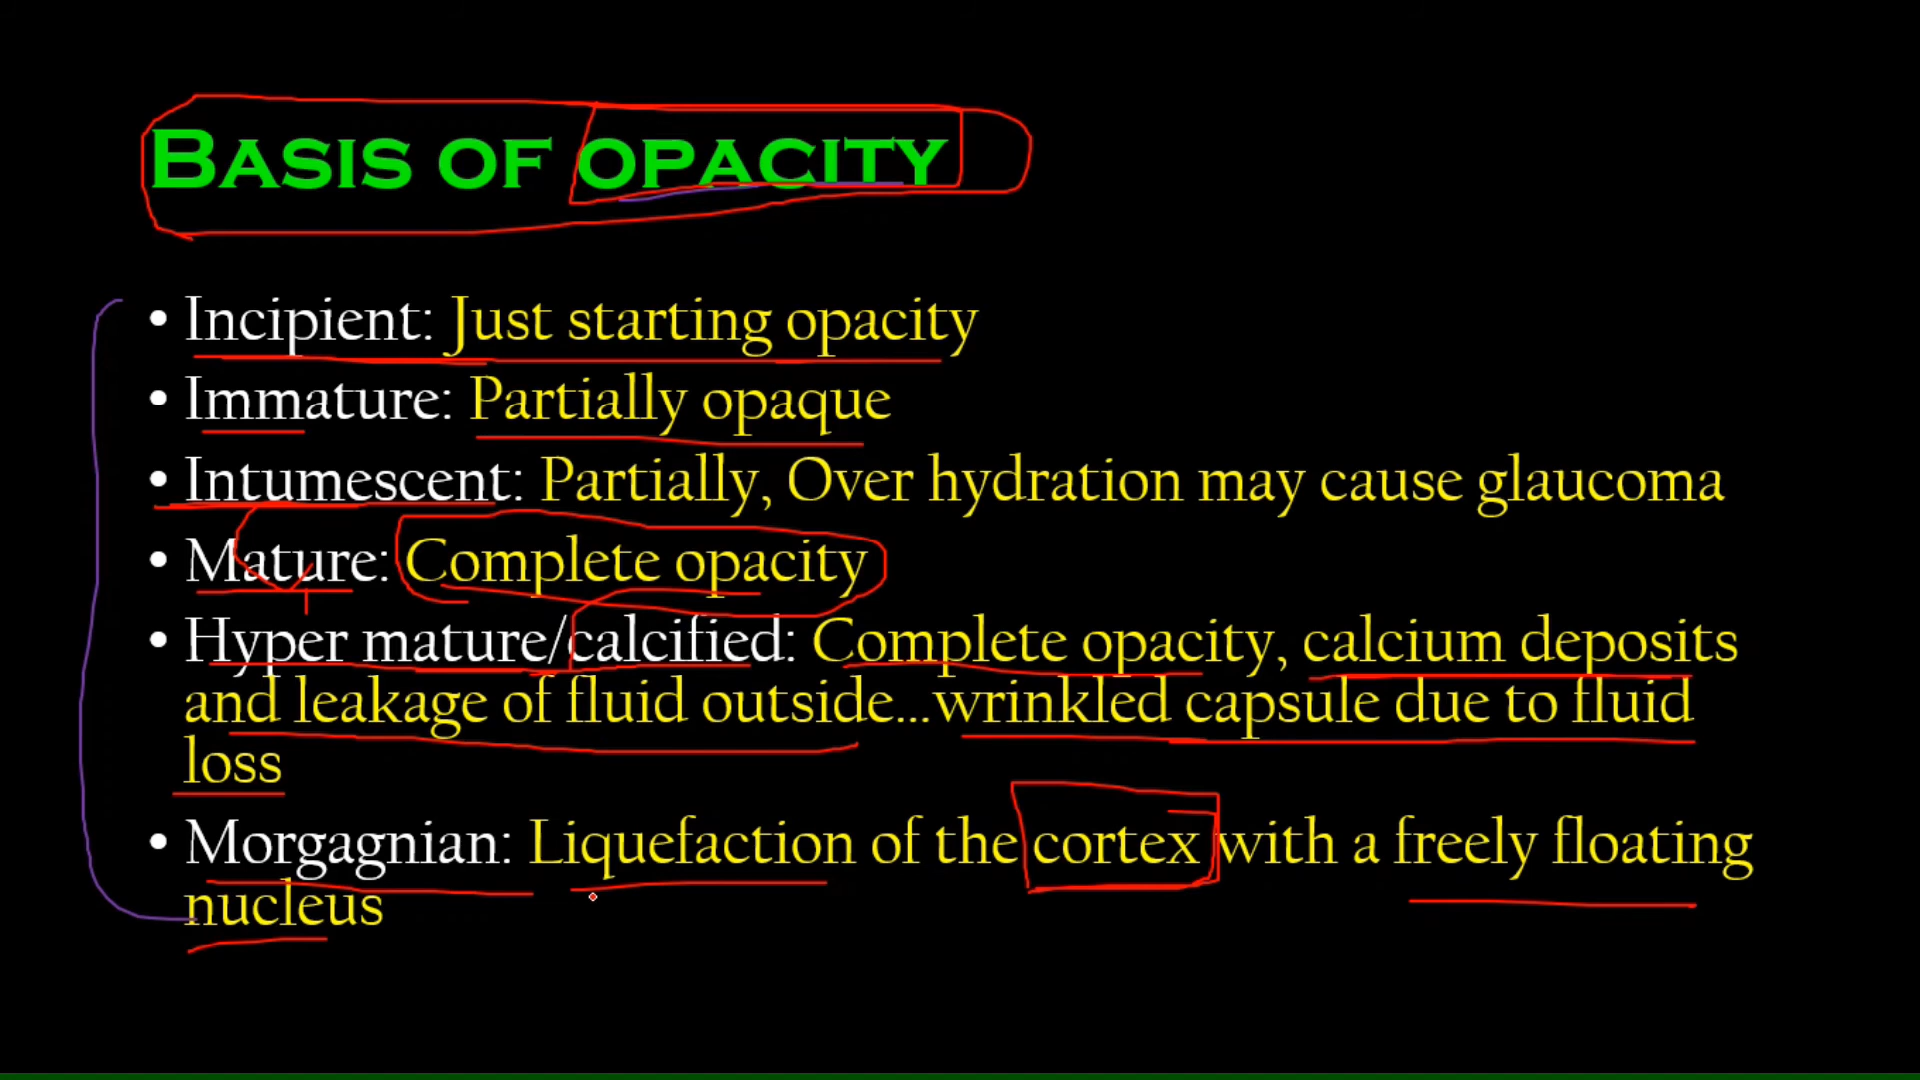 BASIS OF OPACITY
• Incipient: Just starting opacity
• Immature: Partially opaque
• Intumescent: Partially, Over hydration may cause glaucoma
• Mature: Complete opacity
• Hyper mature/calcified: Complete opacity, calcium deposits
and leakage of fluid outside...wrinkled capsule due to fluid
loss
• Morgagnian: Liquefaction of the cortex with a freely floating
nucleus